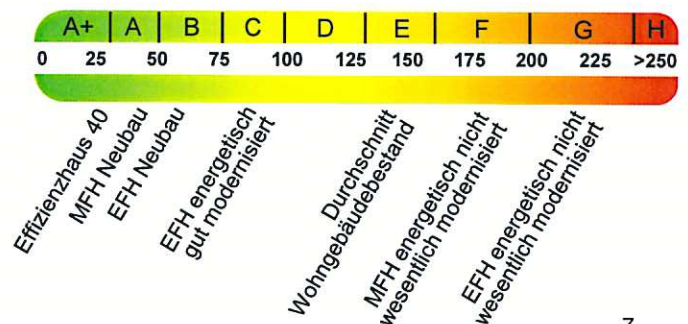 A+ A B C D E F G H
0 25 50 75 100 125 150 175 200 225 >250
Effizienzhaus 40
MFH Neubau
EFH Neubau
EFH energetisch
gut modernisiert
Durchschnitt
Wohngebäudebestand
MFH energetisch nicht
wesentlich modernisiert
EFH energetisch nicht
wesentlich modernisiert
7